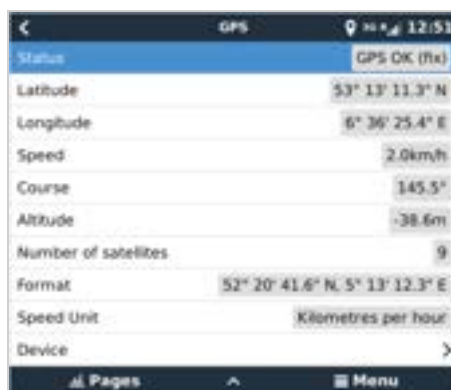 GPS 12:51
Status GPS OK (fix)
Latitude 53° 13' 11.3" N
Longitude 6° 36' 25.4" E
Speed 2.0km/h
Course 145.5°
Altitude -38.6m
Number of satellites 9
Format 52° 20' 41.6" N, 5° 13' 12.3" E
Speed Unit Kilometres per hour
Device
Pages Menu